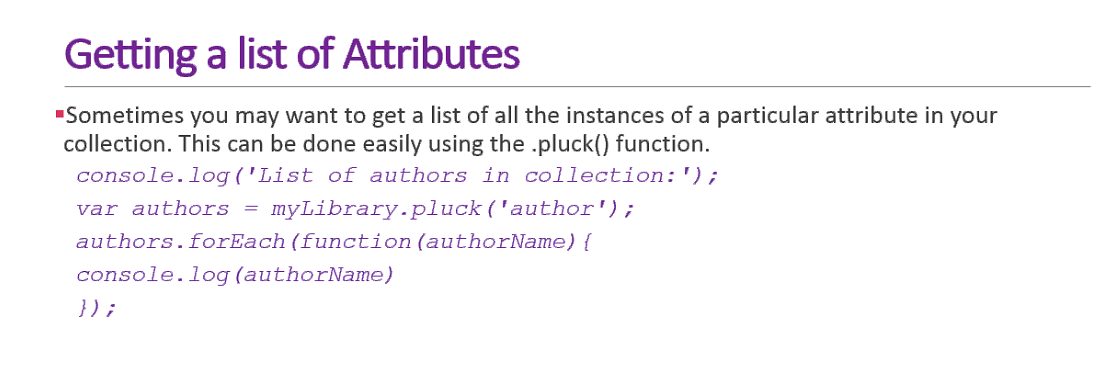 Getting a list of Attributes
▪Sometimes you may want to get a list of all the instances of a particular attribute in your
collection. This can be done easily using the .pluck() function.
console.log('List of authors in collection:');
var authors = myLibrary.pluck('author');
authors.forEach(function(authorName){
console.log(authorName)
});